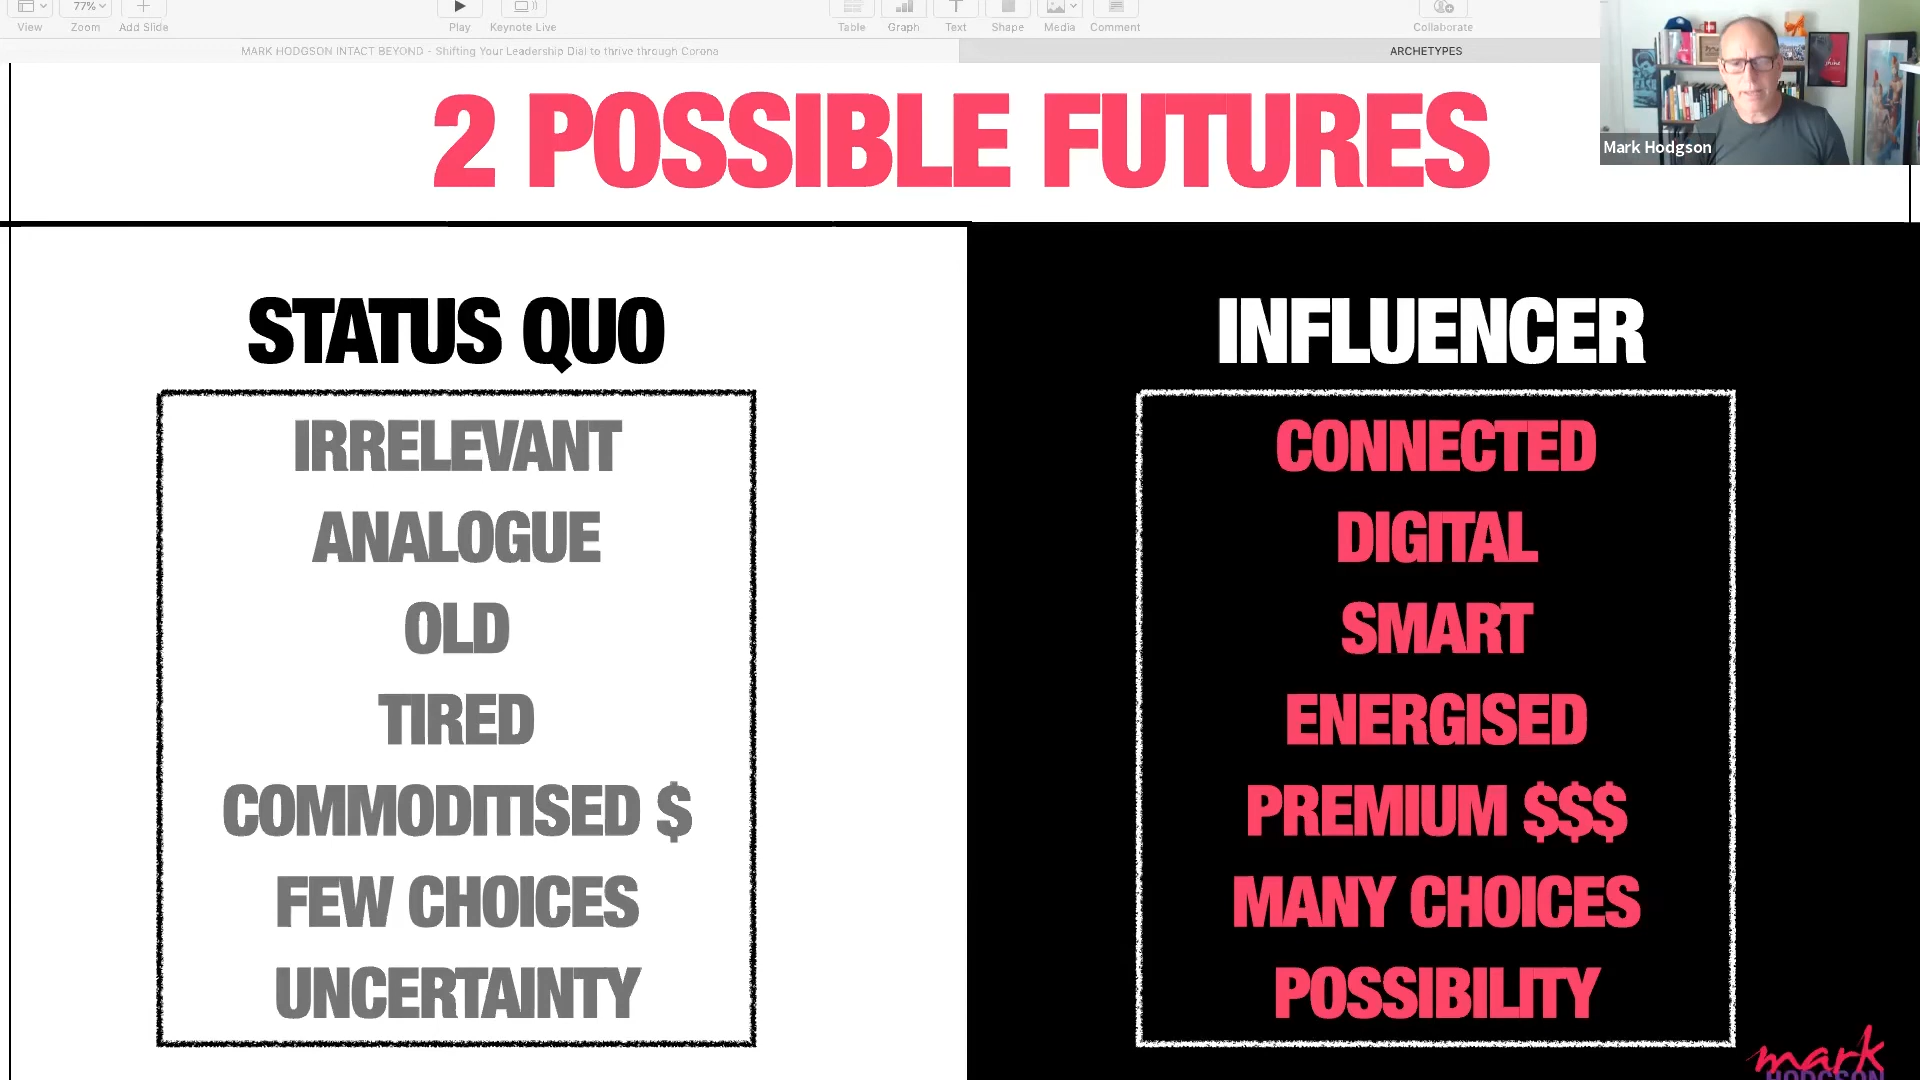 77%
View Zoom Add Slide Play Keynote Live Table Graph Text Shape Media Comment Collaborate
MARK HODGSON INTACT BEYOND - Shifting Your Leadership Dial to thrive through Corona
ARCHETYPES
Mark Hodgson
2 POSSIBLE FUTURES
STATUS QUO
IRRELEVANT
ANALOGUE
OLD
TIRED
COMMODITISED $
FEW CHOICES
UNCERTAINTY
INFLUENCER
CONNECTED
DIGITAL
SMART
ENERGISED
PREMIUM $$$
MANY CHOICES
POSSIBILITY
mark
HODGSON